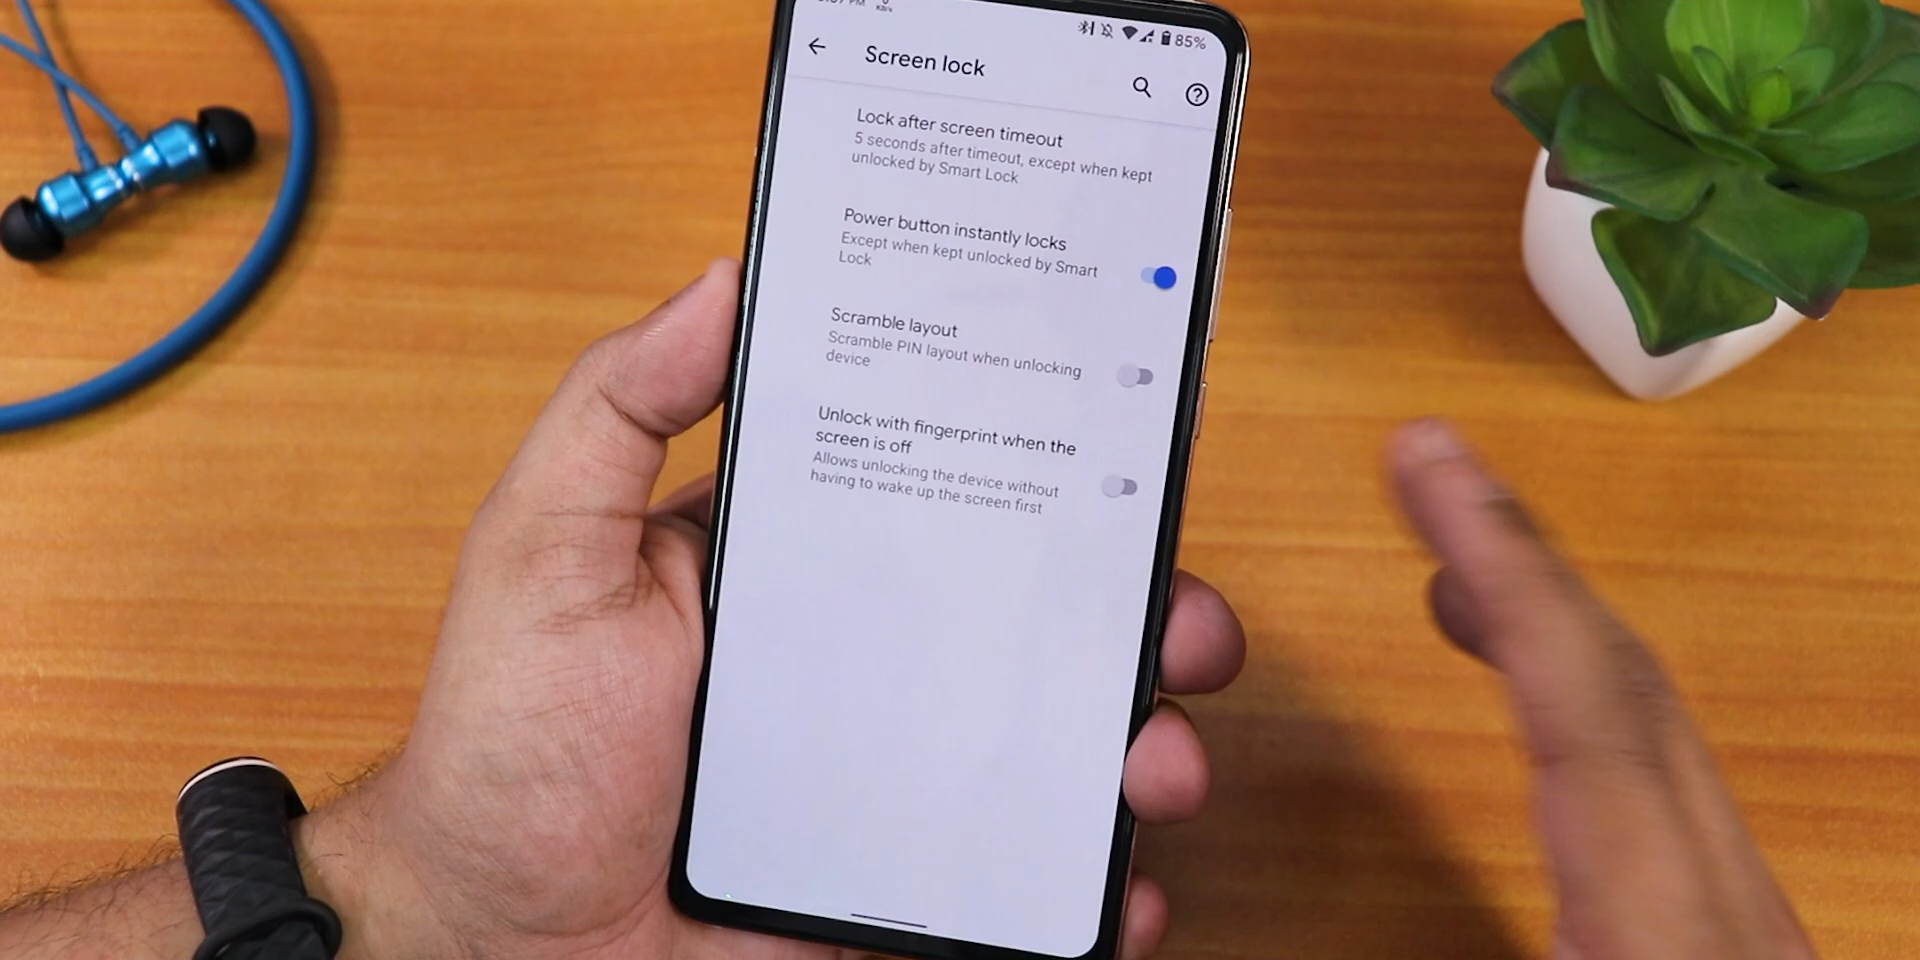 85%
Screen lock
Lock after screen timeout
5 seconds after timeout, except when kept
unlocked by Smart Lock
Power button instantly locks
Except when kept unlocked by Smart
Lock
Scramble layout
Scramble PIN layout when unlocking
device
Unlock with fingerprint when the
screen is off
Allows unlocking the device without
having to wake up the screen first